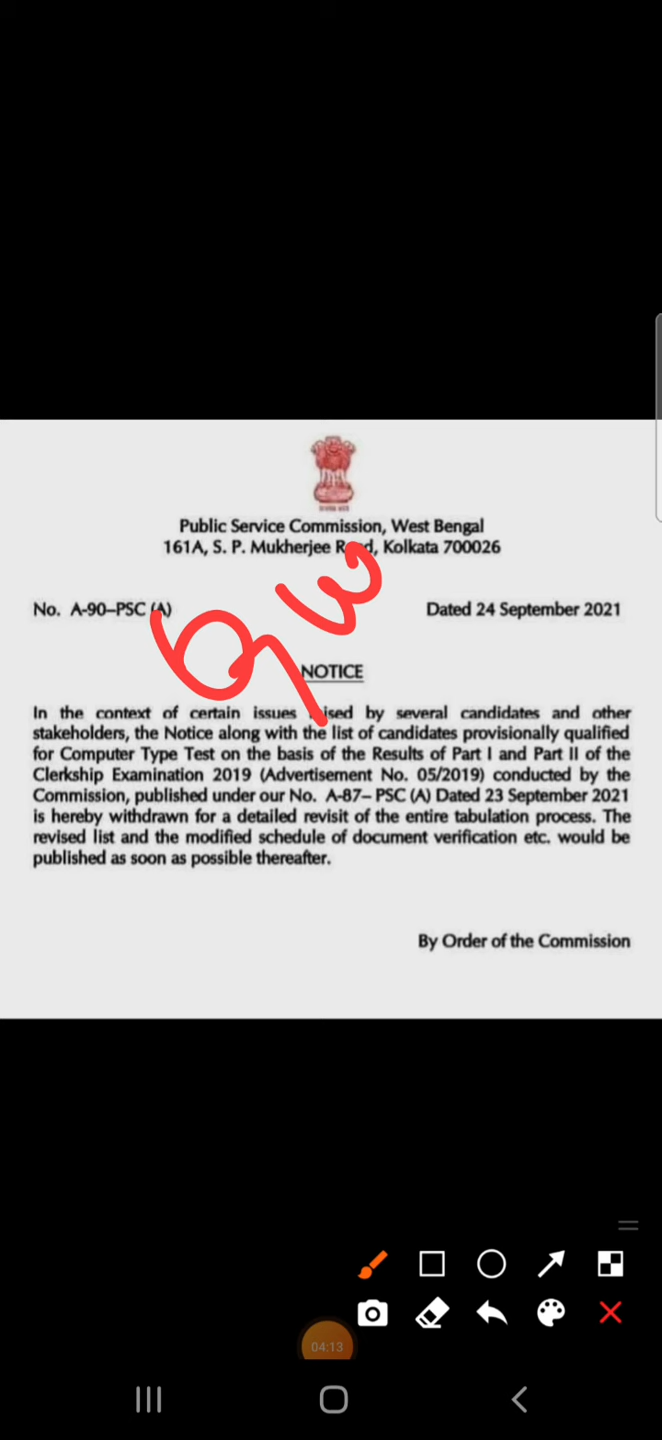 Public Service Commission, West Bengal
161A, S. P. Mukherjee Road, Kolkata 700026
No. A-90–PSC (A) Dated 24 September 2021
NOTICE
In the context of certain issues raised by several candidates and other
stakeholders, the Notice along with the list of candidates provisionally qualified
for Computer Type Test on the basis of the Results of Part I and Part II of the
Clerkship Examination 2019 (Advertisement No. 05/2019) conducted by the
Commission, published under our No. A-87– PSC (A) Dated 23 September 2021
is hereby withdrawn for a detailed revisit of the entire tabulation process. The
revised list and the modified schedule of document verification etc. would be
published as soon as possible thereafter.
By Order of the Commission
04:13